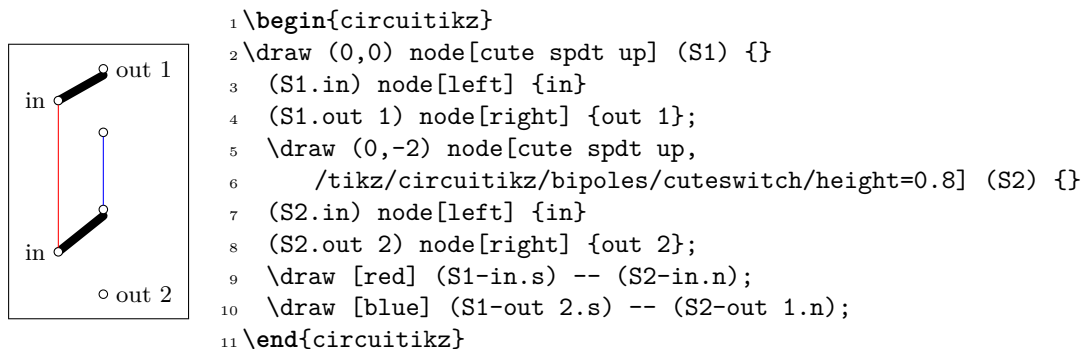 out 1
in
in
out 2
1 \begin{circuitikz}
2 \draw (0,0) node[cute spdt up] (S1) {}
3   (S1.in) node[left] {in}
4   (S1.out 1) node[right] {out 1};
5   \draw (0,-2) node[cute spdt up,
6       /tikz/circuitikz/bipoles/cuteswitch/height=0.8] (S2) {}
7   (S2.in) node[left] {in}
8   (S2.out 2) node[right] {out 2};
9   \draw [red] (S1-in.s) -- (S2-in.n);
10   \draw [blue] (S1-out 2.s) -- (S2-out 1.n);
11 \end{circuitikz}